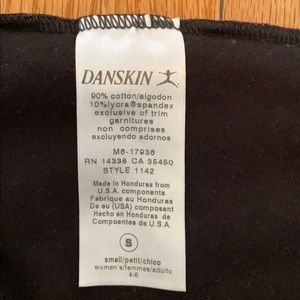 DANSKIN
90% cotton/algodon
10% lycra®spandex
exclusive of trim
garnitures
non comprises
excluyendo adornos
M6-17936
RN 14338 CA 35450
STYLE 1142
Made in Honduras from
U.S.A. components
Fabrique au Honduras
De eu (USA) composant
Hecho en Honduras de
Compoentes de U.S.A.
S
small/petit/chico
women's/femmes/adulto
4-6